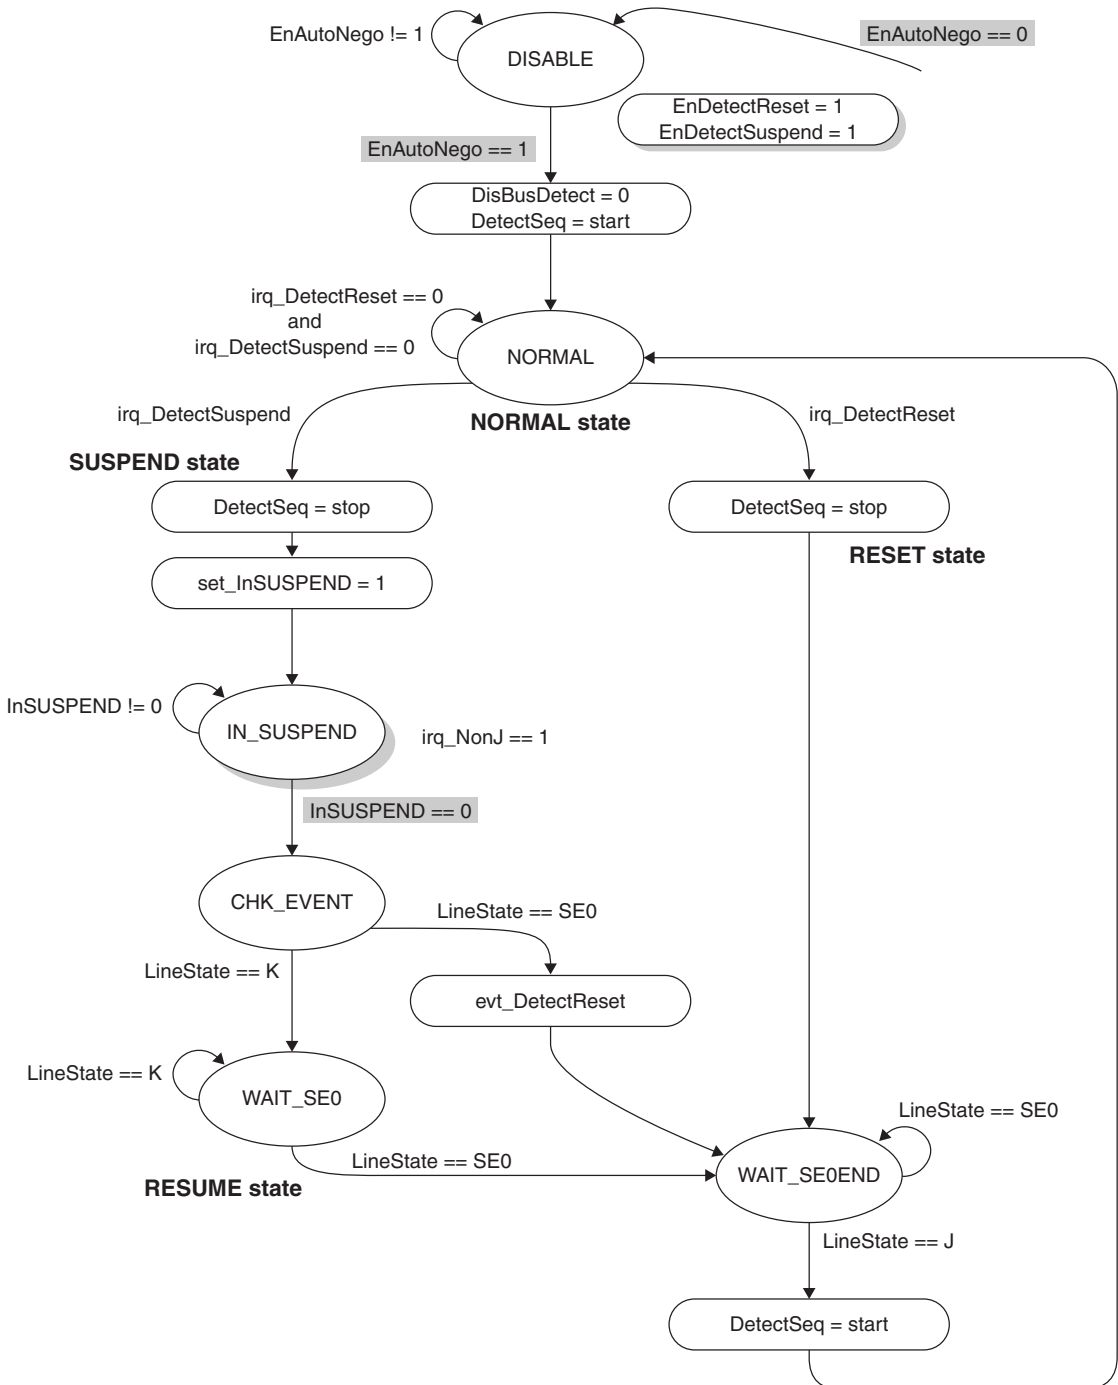 EnAutoNego != 1
DISABLE
EnAutoNego == 0
EnDetectReset = 1
EnDetectSuspend = 1
EnAutoNego == 1
DisBusDetect = 0
DetectSeq = start
irq_DetectReset == 0
and
irq_DetectSuspend == 0
NORMAL
irq_DetectSuspend
NORMAL state
irq_DetectReset
SUSPEND state
DetectSeq = stop
DetectSeq = stop
RESET state
set_InSUSPEND = 1
InSUSPEND != 0
IN_SUSPEND
irq_NonJ == 1
InSUSPEND == 0
CHK_EVENT
LineState == SE0
LineState == K
evt_DetectReset
LineState == K
WAIT_SE0
LineState == SE0
LineState == SE0
WAIT_SE0END
RESUME state
LineState == J
DetectSeq = start